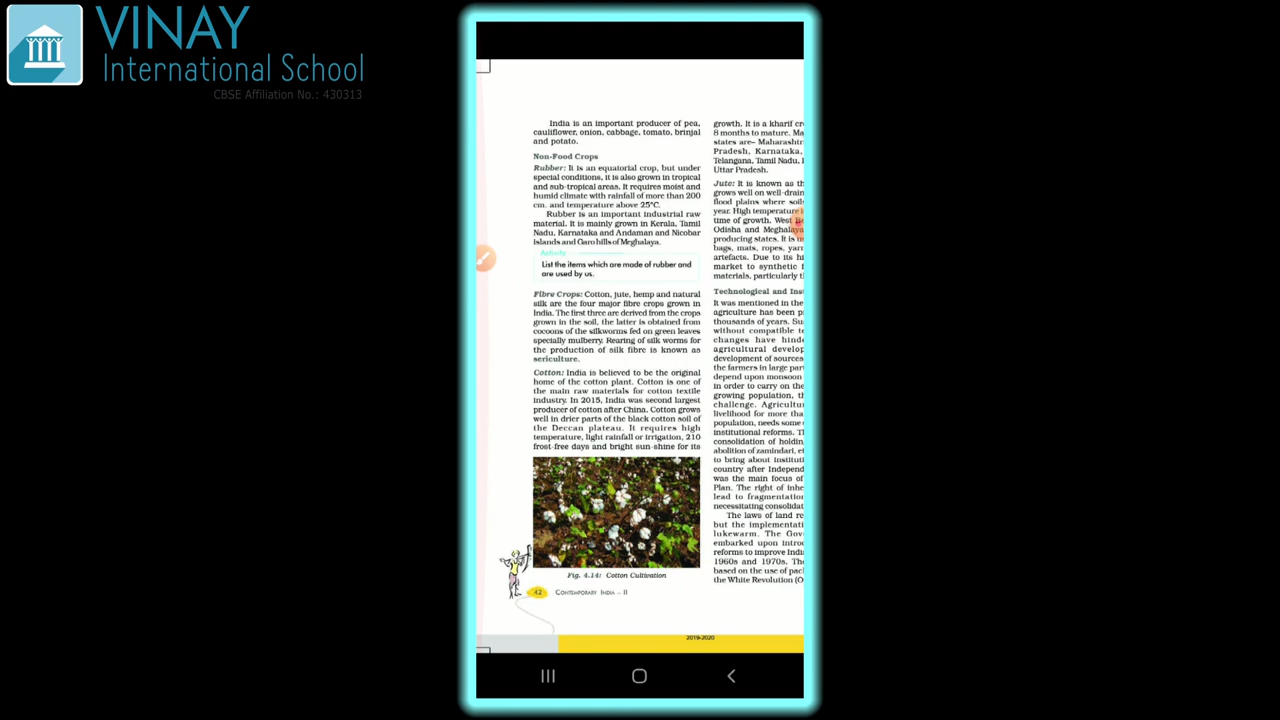 VINAY
International School
CBSE Affiliation No.: 430313
India is an important producer of pea,
cauliflower, onion, cabbage, tomato, brinjal
and potato.
Non-Food Crops
Rubber: It is an equatorial crop, but under
special conditions, it is also grown in tropical
and sub-tropical areas. It requires moist and
humid climate with rainfall of more than 200
cm. and temperature above 25°C.
Rubber is an important industrial raw
material. It is mainly grown in Kerala, Tamil
Nadu, Karnataka and Andaman and Nicobar
islands and Garo hills of Meghalaya.
Activity
List the items which are made of rubber and
are used by us.
Fibre Crops: Cotton, jute, hemp and natural
silk are the four major fibre crops grown in
India. The first three are derived from the crops
grown in the soil, the latter is obtained from
cocoons of the silkworms fed on green leaves
specially mulberry. Rearing of silk worms for
the production of silk fibre is known as
sericulture.
Cotton: India is believed to be the original
home of the cotton plant. Cotton is one of
the main raw materials for cotton textile
industry. In 2015, India was second largest
producer of cotton after China. Cotton grows
well in drier parts of the black cotton soil of
the Deccan plateau. It requires high
temperature, light rainfall or irrigation, 210
frost-free days and bright sun-shine for its
Fig. 4.14: Cotton Cultivation
42 CONTEMPORARY INDIA – II
growth. It is a kharif cr
8 months to mature. Ma
states are– Maharashtr
Pradesh, Karnataka,
Telangana, Tamil Nadu,
Uttar Pradesh.
Jute: It is known as th
grows well on well-drain
flood plains where soil
year. High temperature i
time of growth. West Be
Odisha and Meghalaya
producing states. It is u
bags, mats, ropes, yarn
artefacts. Due to its hi
market to synthetic f
materials, particularly t
Technological and Inst
It was mentioned in the
agriculture has been p
thousands of years. Su
without compatible te
changes have hind
agricultural develop
development of sources
the farmers in large par
depend upon monsoon
in order to carry on the
growing population, th
challenge. Agricultur
livelihood for more tha
population, needs some
institutional reforms. T
consolidation of holding
abolition of zamindari, e
to bring about instituti
country after Independ
was the main focus of
Plan. The right of inhe
lead to fragmentation
necessitating consolida
The laws of land re
but the implementati
lukewarm. The Gov
embarked upon introd
reforms to improve India
1960s and 1970s. The
based on the use of pac
the White Revolution (O
2019-2020